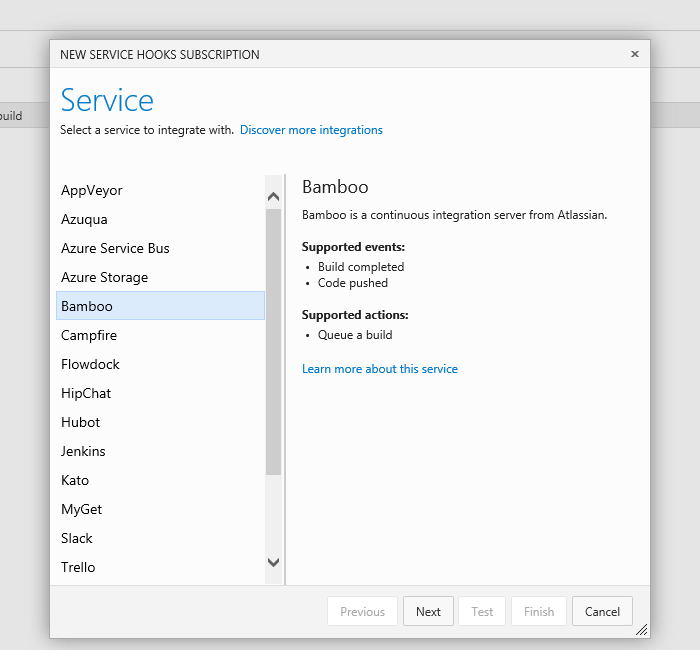 NEW SERVICE HOOKS SUBSCRIPTION
Service
Select a service to integrate with. Discover more integrations
build
AppVeyor
Azuqua
Azure Service Bus
Azure Storage
Bamboo
Campfire
Flowdock
HipChat
Hubot
Jenkins
Kato
MyGet
Slack
Trello
Bamboo
Bamboo is a continuous integration server from Atlassian.
Supported events:
• Build completed
• Code pushed
Supported actions:
• Queue a build
Learn more about this service
Previous Next Test Finish Cancel